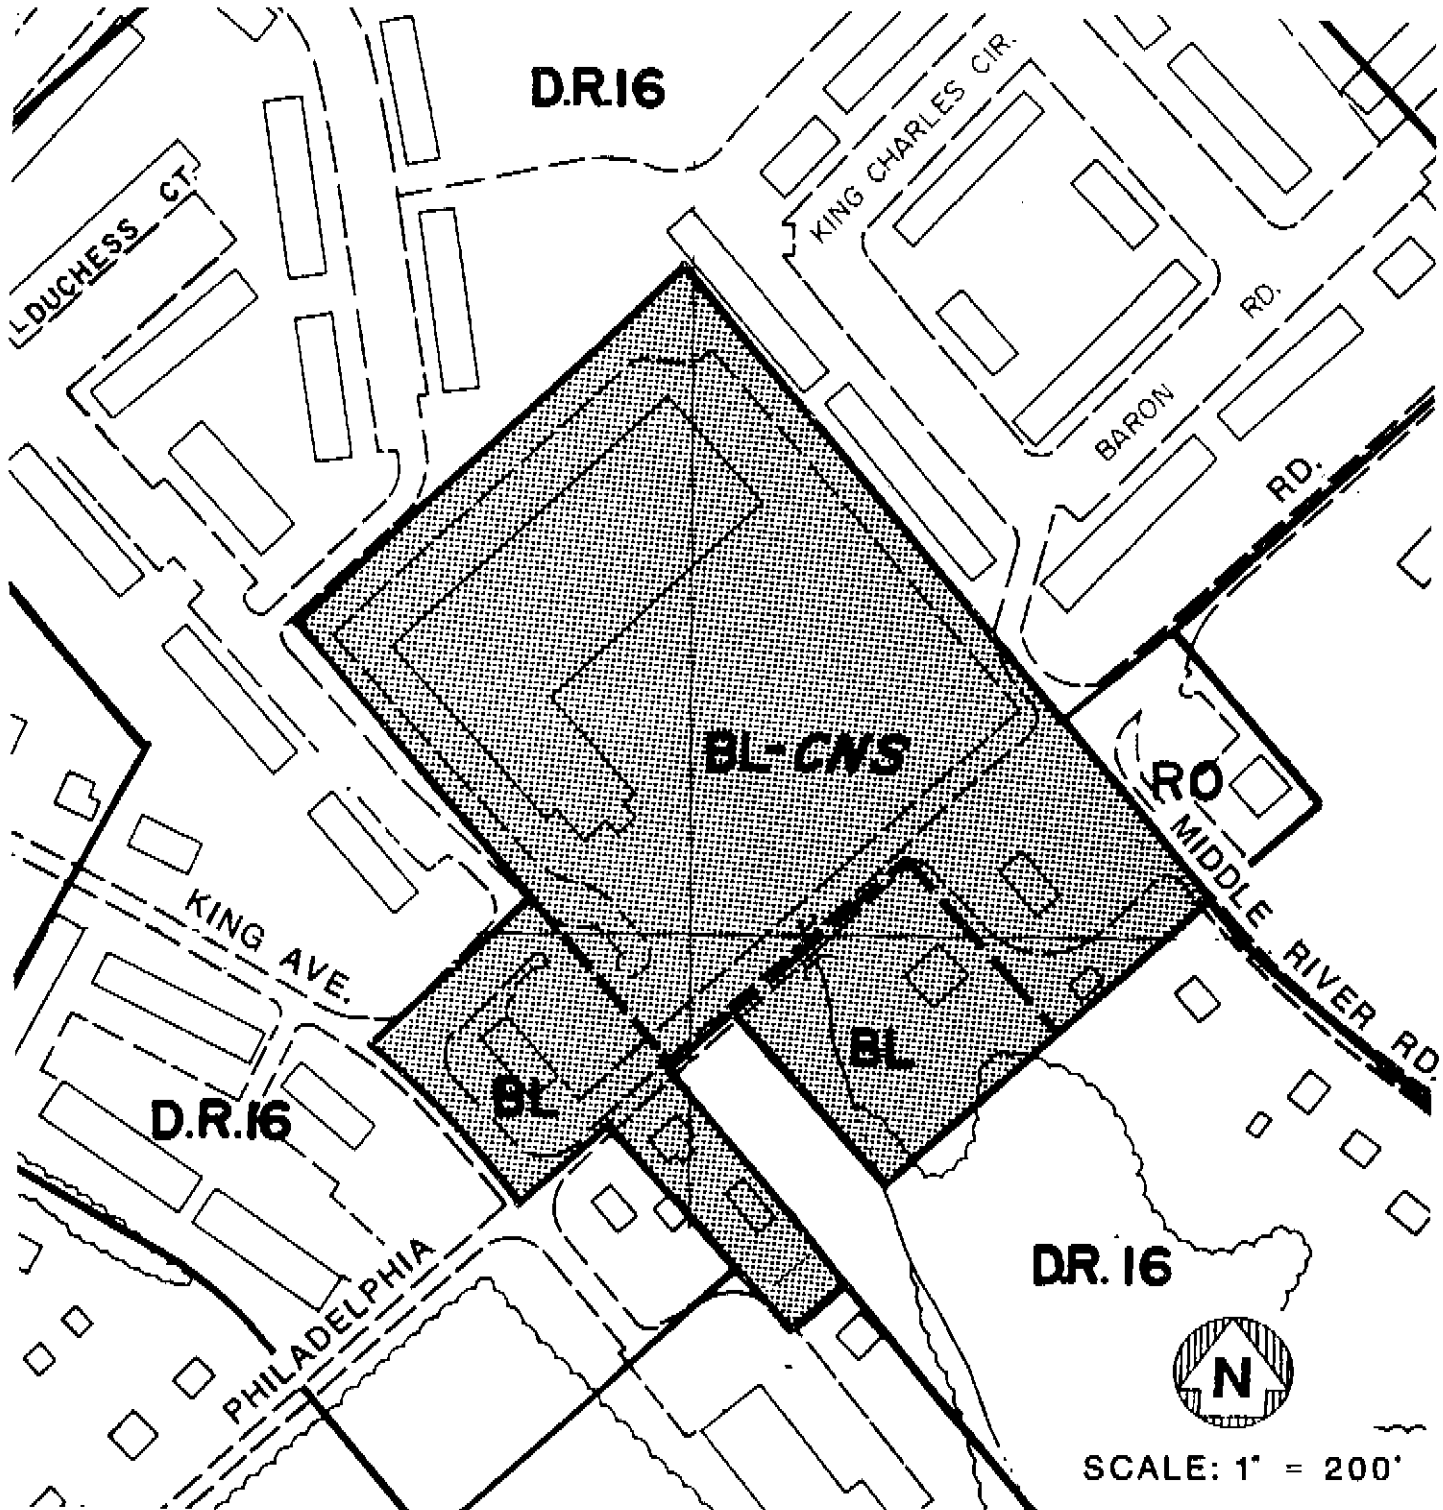 D.R.16
KING CHARLES CIR.
DUCHESS CT.
BARON RD.
RD.
BL-CNS
RO
MIDDLE RIVER RD.
KING AVE.
BL
BL
D.R.16
PHILADELPHIA
D.R. 16
N
SCALE: 1" = 200'